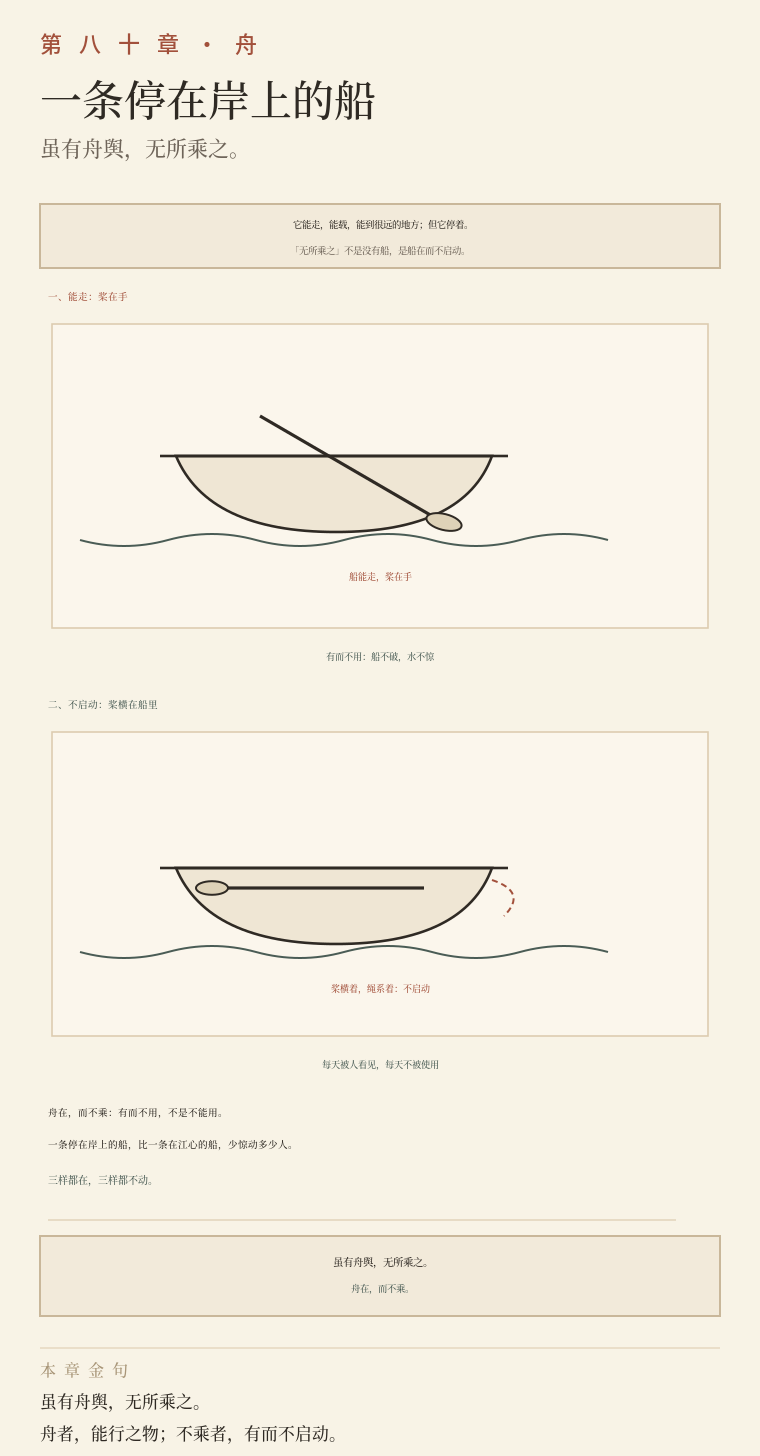 第八十章·舟
一条停在岸上的船
虽有舟舆，无所乘之。
它能走，能载，能到很远的地方；但它停着。
「无所乘之」不是没有船，是船在而不启动。
一、能走：桨在手
船能走，桨在手
有而不用：船不破，水不惊
二、不启动：桨横在船里
桨横着，绳系着：不启动
每天被人看见，每天不被使用
舟在，而不乘：有而不用，不是不能用。
一条停在岸上的船，比一条在江心的船，少惊动多少人。
三样都在，三样都不动。
虽有舟舆，无所乘之。
舟在，而不乘。
本章金句
虽有舟舆，无所乘之。
舟者，能行之物；不乘者，有而不启动。